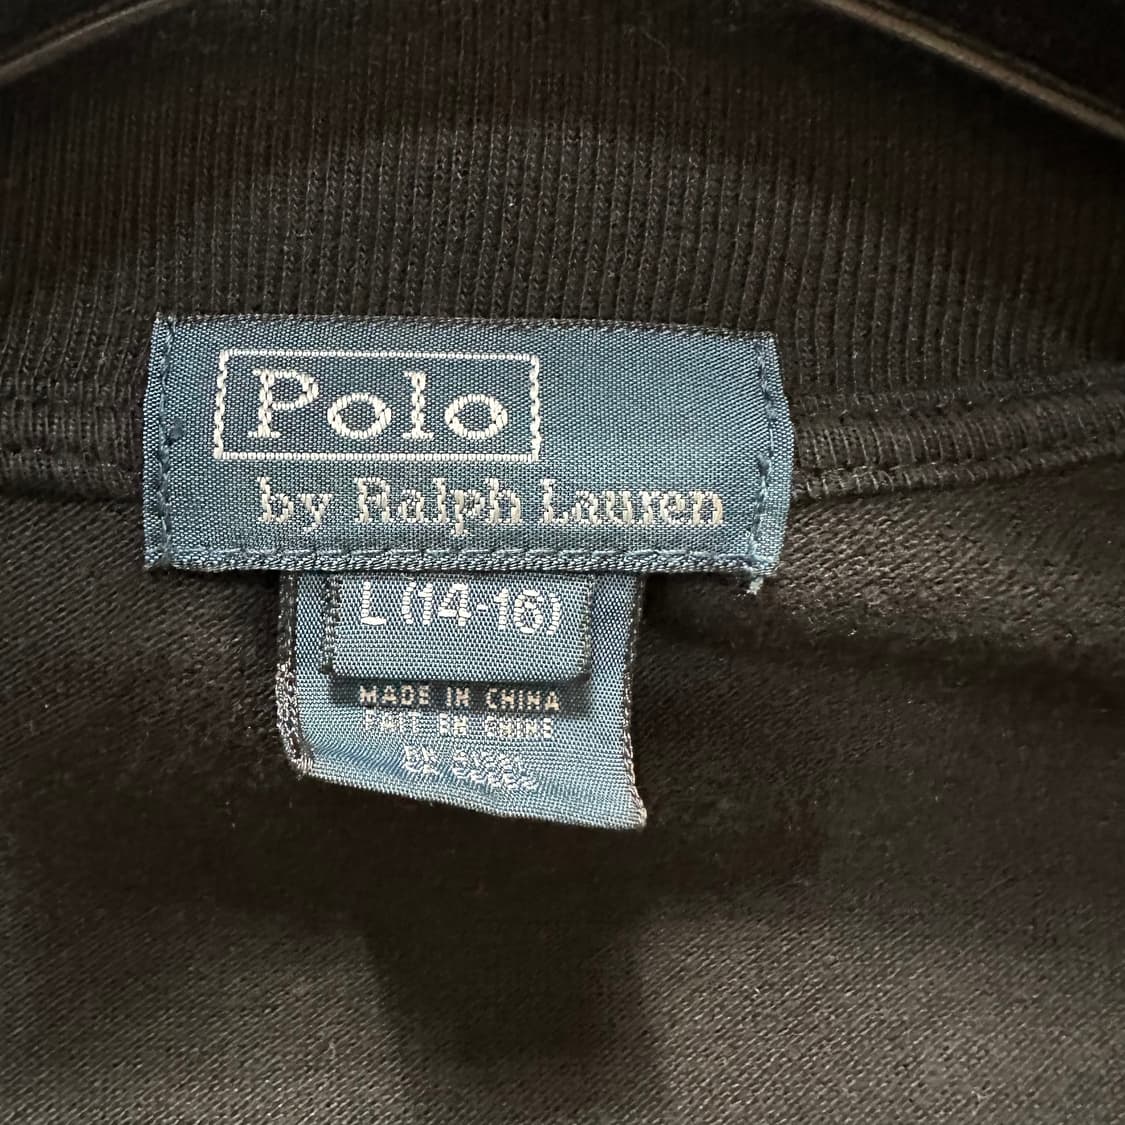 Polo
by Ralph Lauren
L (14-16)
MADE IN CHINA
FAIT EN CHINE